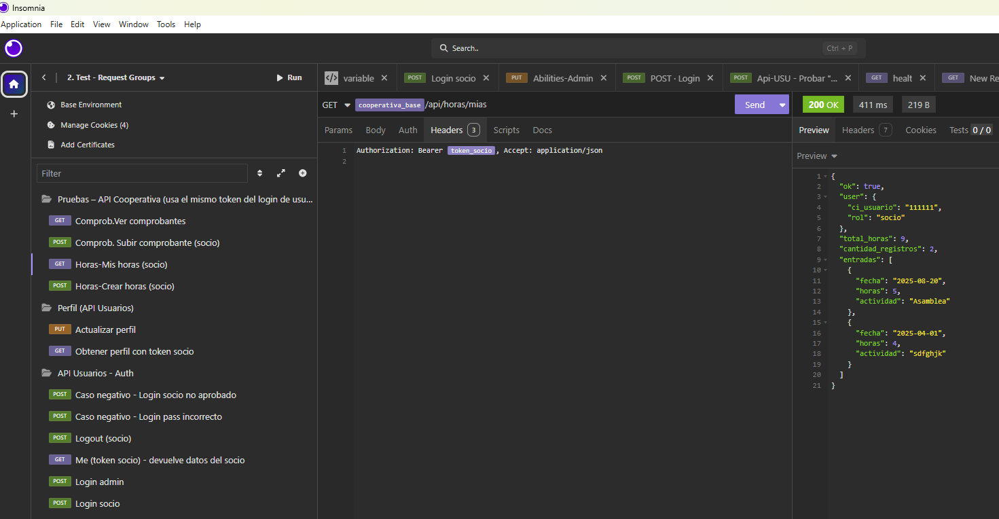 Insomnia
Application File Edit View Window Tools Help
Search.. Ctrl + P
2. Test - Request Groups Run
Base Environment
Manage Cookies (4)
Add Certificates
Filter
Pruebas – API Cooperativa (usa el mismo token del login de usu...
GET Comprob.Ver comprobantes
POST Comprob. Subir comprobante (socio)
GET Horas-Mis horas (socio)
POST Horas-Crear horas (socio)
Perfil (API Usuarios)
PUT Actualizar perfil
GET Obtener perfil con token socio
API Usuarios - Auth
POST Caso negativo - Login socio no aprobado
POST Caso negativo - Login pass incorrecto
POST Logout (socio)
GET Me (token socio) - devuelve datos del socio
POST Login admin
POST Login socio
variable POST Login socio PUT Abilities-Admin POST POST · Login POST Api-USU - Probar "... GET healt GET New Re
GET cooperativa_base /api/horas/mias Send
Params Body Auth Headers 3 Scripts Docs
1 Authorization: Bearer token_socio , Accept: application/json
2
200 OK 411 ms 219 B
Preview Headers 7 Cookies Tests 0 / 0
Preview
1 {
2 "ok": true,
3 "user": {
4 "ci_usuario": "111111",
5 "rol": "socio"
6 },
7 "total_horas": 9,
8 "cantidad_registros": 2,
9 "entradas": [
10 {
11 "fecha": "2025-08-20",
12 "horas": 5,
13 "actividad": "Asamblea"
14 },
15 {
16 "fecha": "2025-04-01",
17 "horas": 4,
18 "actividad": "sdfghjk"
19 }
20 ]
21 }